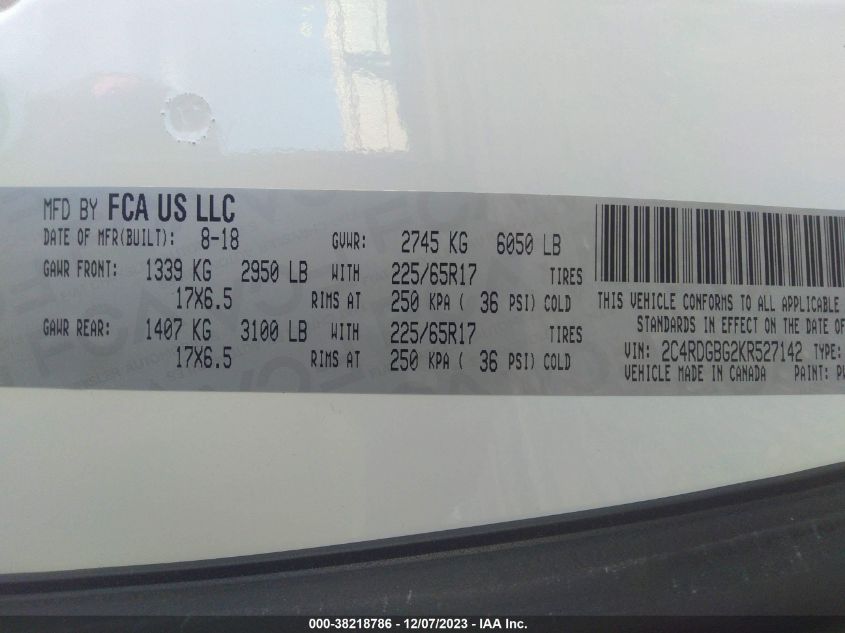 MFD BY FCA US LLC
DATE OF MFR(BUILT): 8-18 GVWR: 2745 KG 6050 LB
GAWR FRONT: 1339 KG 2950 LB WITH 225/65R17 TIRES
17X6.5 RIMS AT 250 KPA ( 36 PSI) COLD
GAWR REAR: 1407 KG 3100 LB WITH 225/65R17 TIRES
17X6.5 RIMS AT 250 KPA ( 36 PSI) COLD
THIS VEHICLE CONFORMS TO ALL APPLICABLE
STANDARDS IN EFFECT ON THE DATE OF
VIN: 2C4RDGBG2KR527142 TYPE:
VEHICLE MADE IN CANADA PAINT:
000-38218786 - 12/07/2023 - IAA Inc.